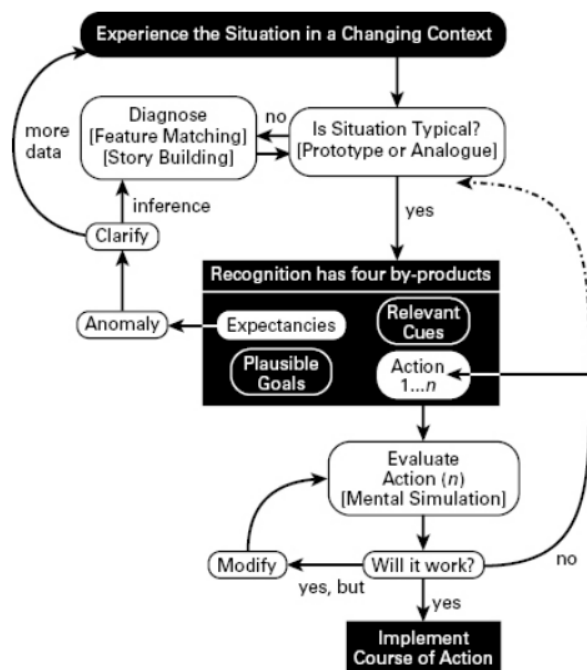 Experience the Situation in a Changing Context
Diagnose
[Feature Matching]
[Story Building]
no
Is Situation Typical?
[Prototype or Analogue]
more
data
inference
yes
Clarify
Recognition has four by-products
Anomaly
Expectancies
Relevant
Cues
Plausible
Goals
Action
1...n
Evaluate
Action (n)
[Mental Simulation]
Modify
yes, but
Will it work?
no
yes
Implement
Course of Action